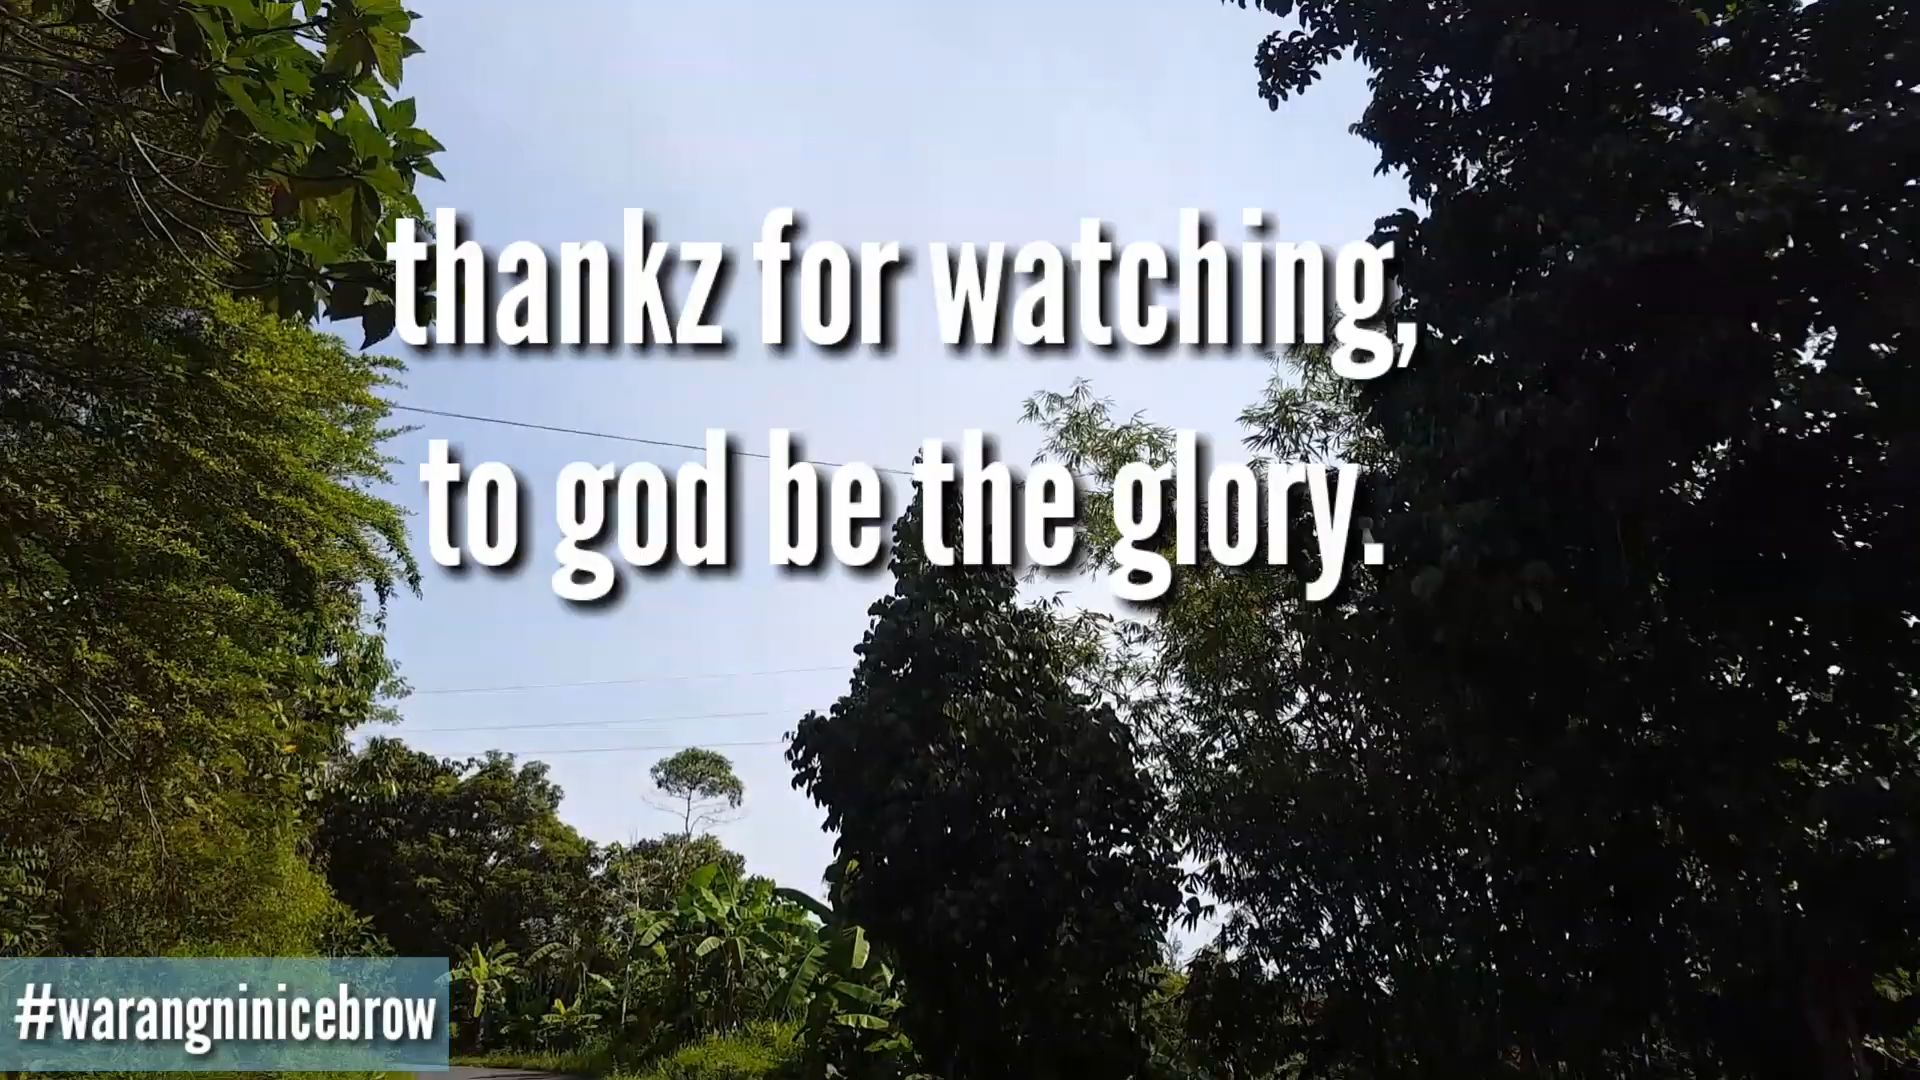 thankz for watching,
to god be the glory.
#warangninicebrow